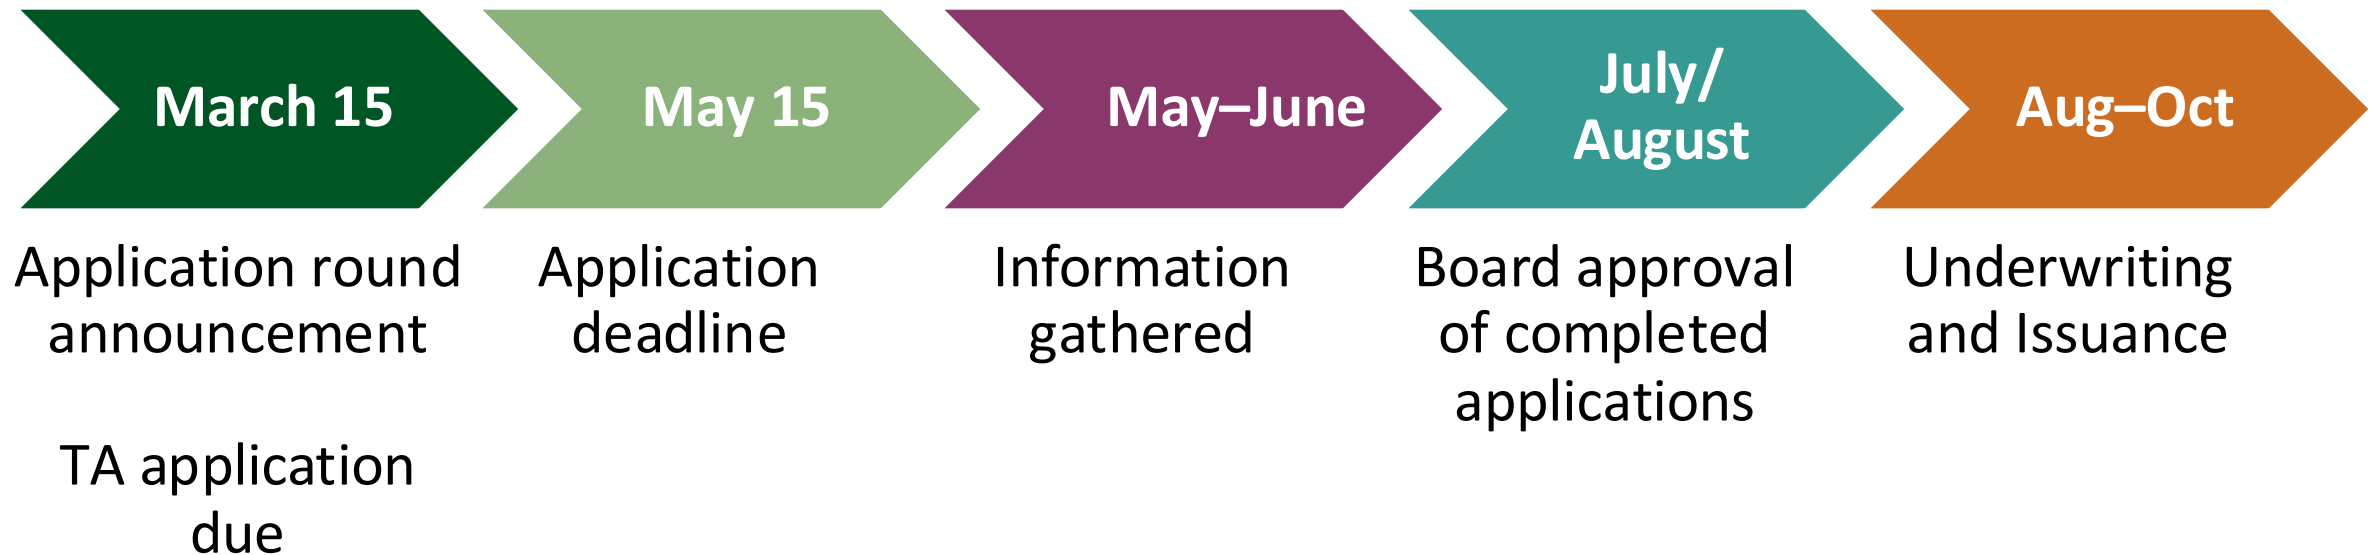 March 15
May 15
May–June
July/
August
Aug–Oct
Application round
announcement
TA application
due
Application
deadline
Information
gathered
Board approval
of completed
applications
Underwriting
and Issuance